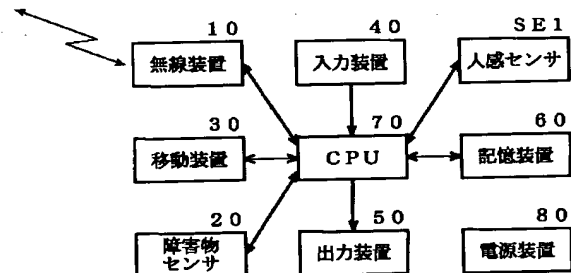 10
無線装置
40
入力装置
SE1
人感センサ
30
移動装置
70
CPU
60
記憶装置
20
障害物
センサ
50
出力装置
80
電源装置